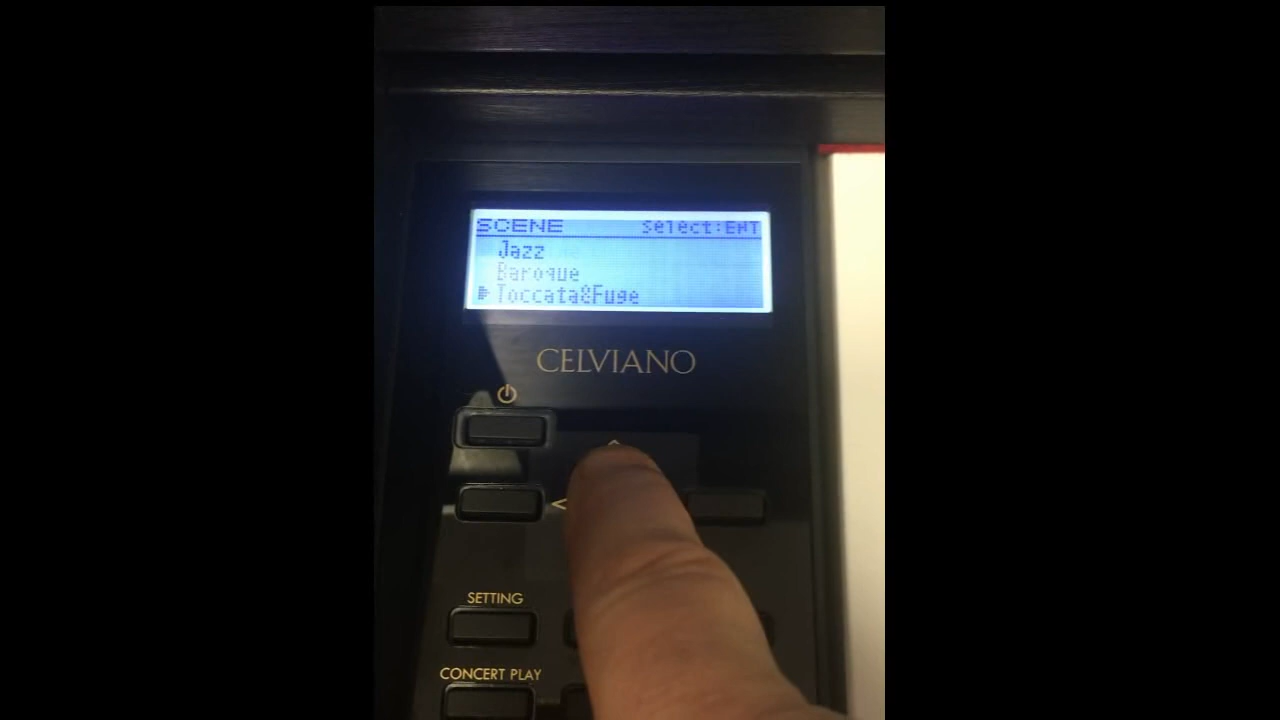 SCENE Select:ENT
Jazz
Baroque
Toccata&Fuge
CELVIANO
SETTING
CONCERT PLAY